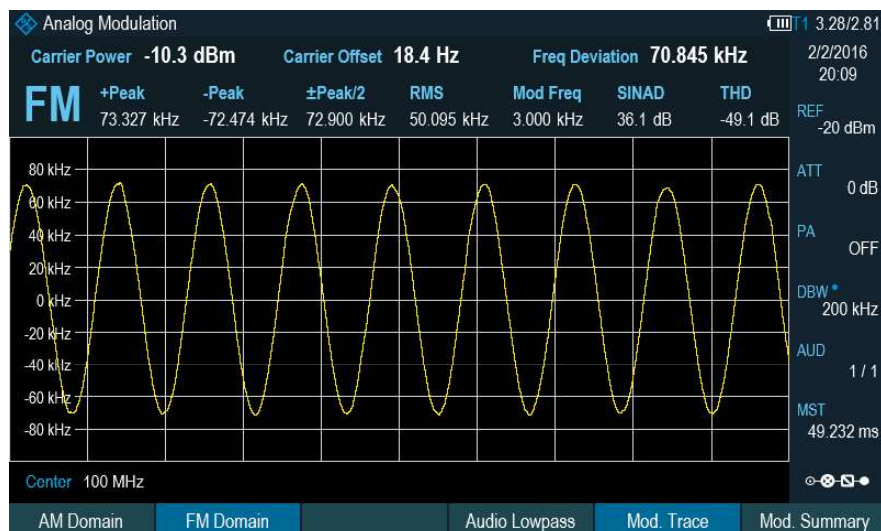 Analog Modulation
T1 3.28/2.81
Carrier Power -10.3 dBm Carrier Offset 18.4 Hz Freq Deviation 70.845 kHz
2/2/2016
20:09
FM
+Peak -Peak ±Peak/2 RMS Mod Freq SINAD THD
73.327 kHz -72.474 kHz 72.900 kHz 50.095 kHz 3.000 kHz 36.1 dB -49.1 dB
REF
-20 dBm
ATT
0 dB
PA
OFF
DBW
200 kHz
AUD
1 / 1
MST
49.232 ms
80 kHz
60 kHz
40 kHz
20 kHz
0 kHz
-20 kHz
-40 kHz
-60 kHz
-80 kHz
Center 100 MHz
AM Domain FM Domain Audio Lowpass Mod. Trace Mod. Summary